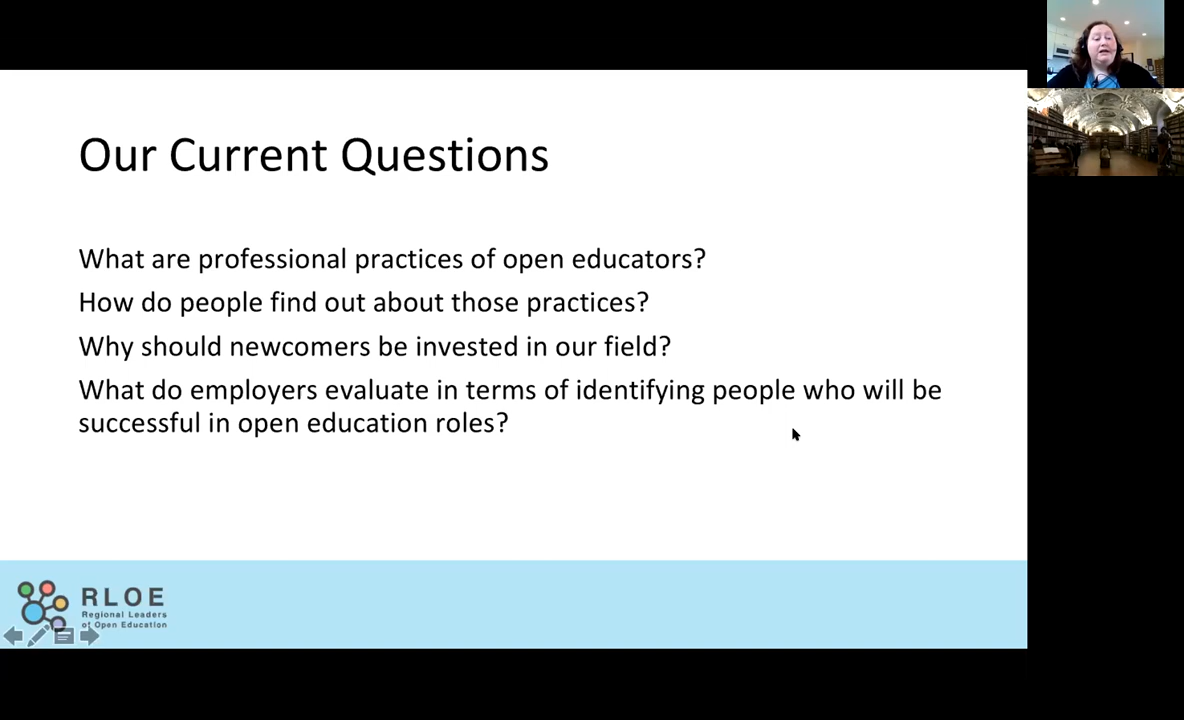 Our Current Questions
What are professional practices of open educators?
How do people find out about those practices?
Why should newcomers be invested in our field?
What do employers evaluate in terms of identifying people who will be
successful in open education roles?
RLOE
Regional Leaders
of Open Education